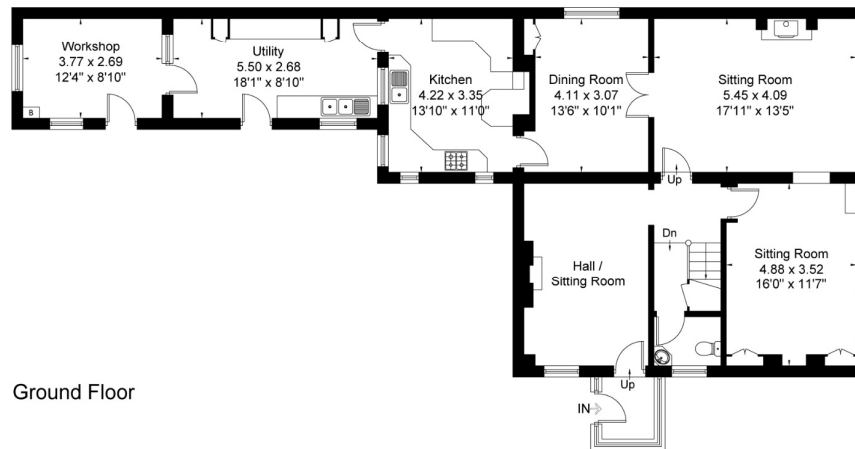 Workshop
3.77 x 2.69
12'4" x 8'10"
B
Utility
5.50 x 2.68
18'1" x 8'10"
Kitchen
4.22 x 3.35
13'10" x 11'0"
Dining Room
4.11 x 3.07
13'6" x 10'1"
Sitting Room
5.45 x 4.09
17'11" x 13'5"
Up
Dn
Hall /
Sitting Room
Sitting Room
4.88 x 3.52
16'0" x 11'7"
Up
IN
Ground Floor